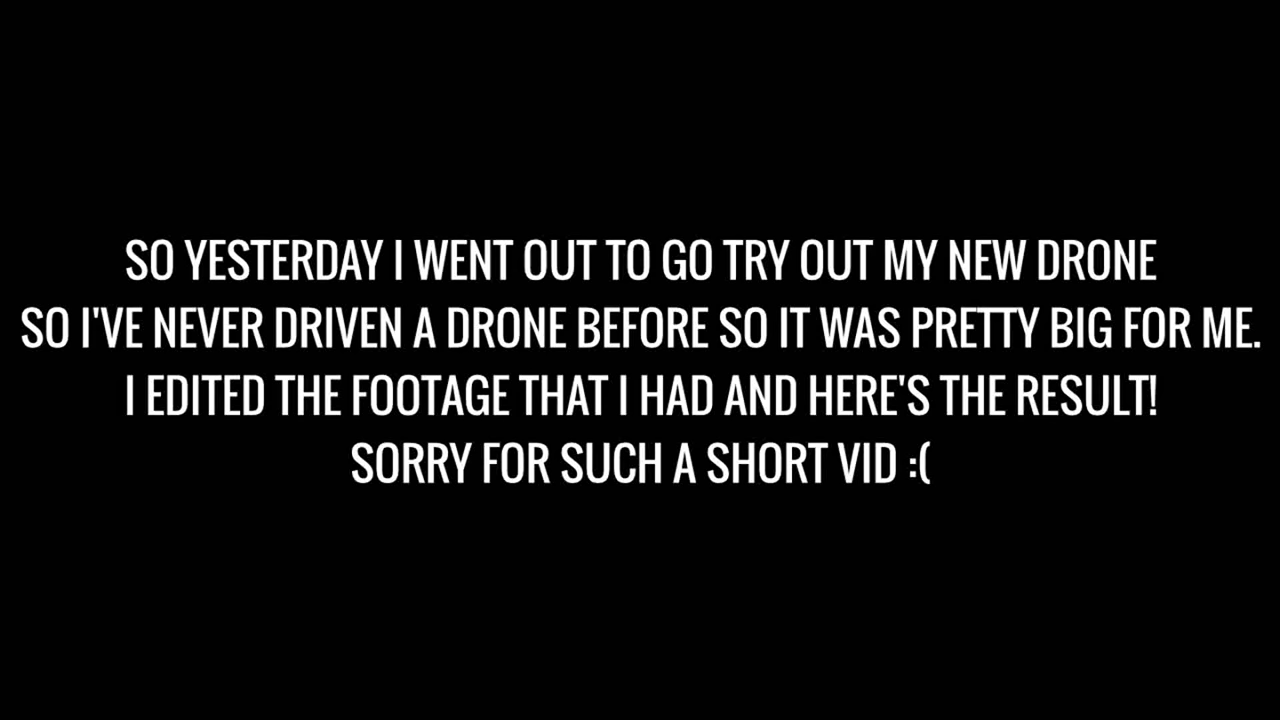 SO YESTERDAY I WENT OUT TO GO TRY OUT MY NEW DRONE
SO I'VE NEVER DRIVEN A DRONE BEFORE SO IT WAS PRETTY BIG FOR ME.
I EDITED THE FOOTAGE THAT I HAD AND HERE'S THE RESULT!
SORRY FOR SUCH A SHORT VID :(